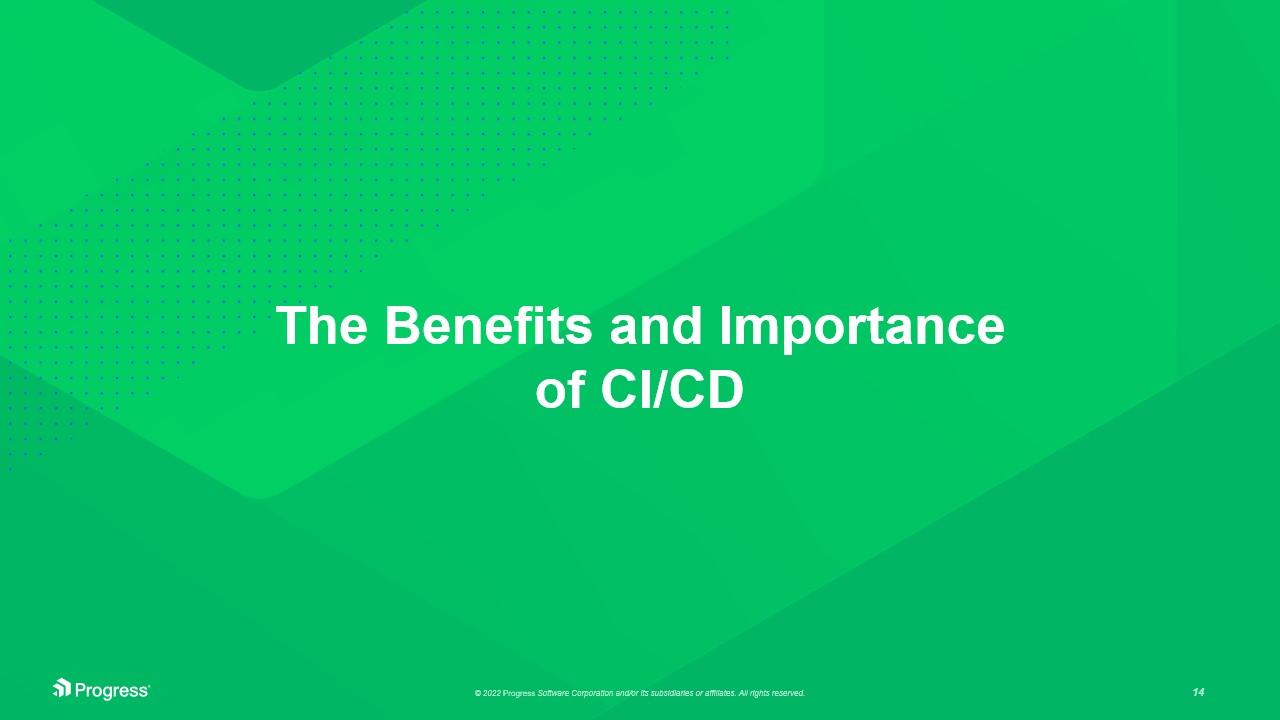 The Benefits and Importance
of CI/CD
Progress®
© 2022 Progress Software Corporation and/or its subsidiaries or affiliates. All rights reserved.
14